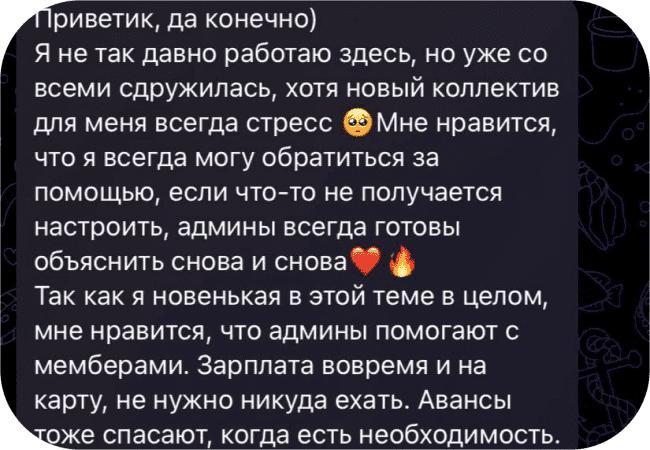 Приветик, да конечно)
Я не так давно работаю здесь, но уже со
всеми сдружилась, хотя новый коллектив
для меня всегда стресс 🥺Мне нравится,
что я всегда могу обратиться за
помощью, если что-то не получается
настроить, админы всегда готовы
объяснить снова и снова❤️🔥
Так как я новенькая в этой теме в целом,
мне нравится, что админы помогают с
мемберами. Зарплата вовремя и на
карту, не нужно никуда ехать. Авансы
тоже спасают, когда есть необходимость.